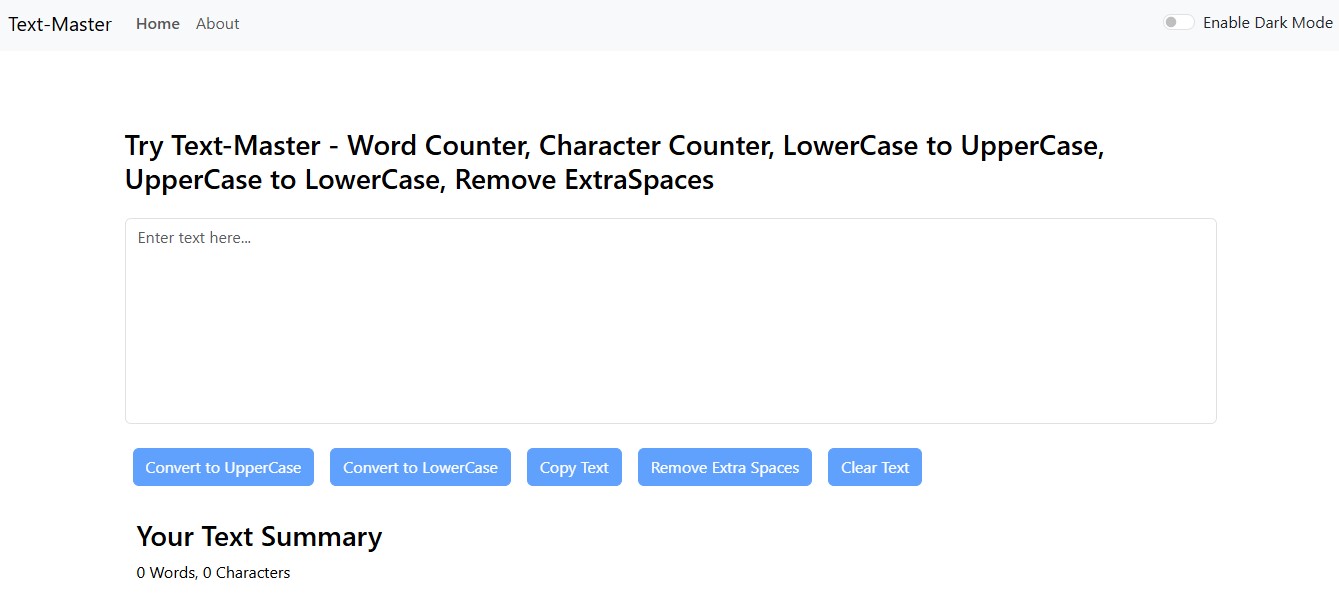 Text-Master Home About Enable Dark Mode
Try Text-Master - Word Counter, Character Counter, LowerCase to UpperCase,
UpperCase to LowerCase, Remove ExtraSpaces
Enter text here...
Convert to UpperCase Convert to LowerCase Copy Text Remove Extra Spaces Clear Text
Your Text Summary
0 Words, 0 Characters